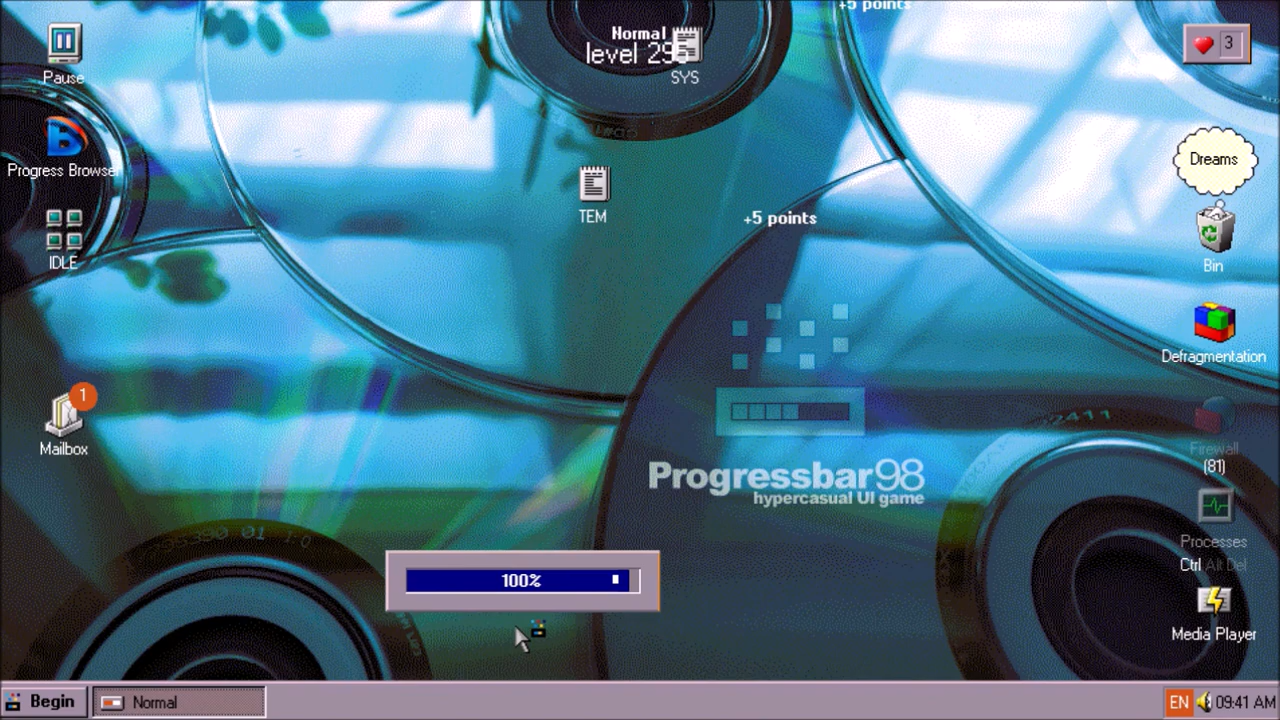 +5 points
Normal
level 295
Pause
SYS
3
Progress Browser
Dreams
TEM
+5 points
IDLE
Bin
Defragmentation
1
Mailbox
Firewall
(81)
Progressbar98
hypercasual UI game
Processes
Ctrl Alt Del
100%
Media Player
Begin
Normal
EN
09:41 AM